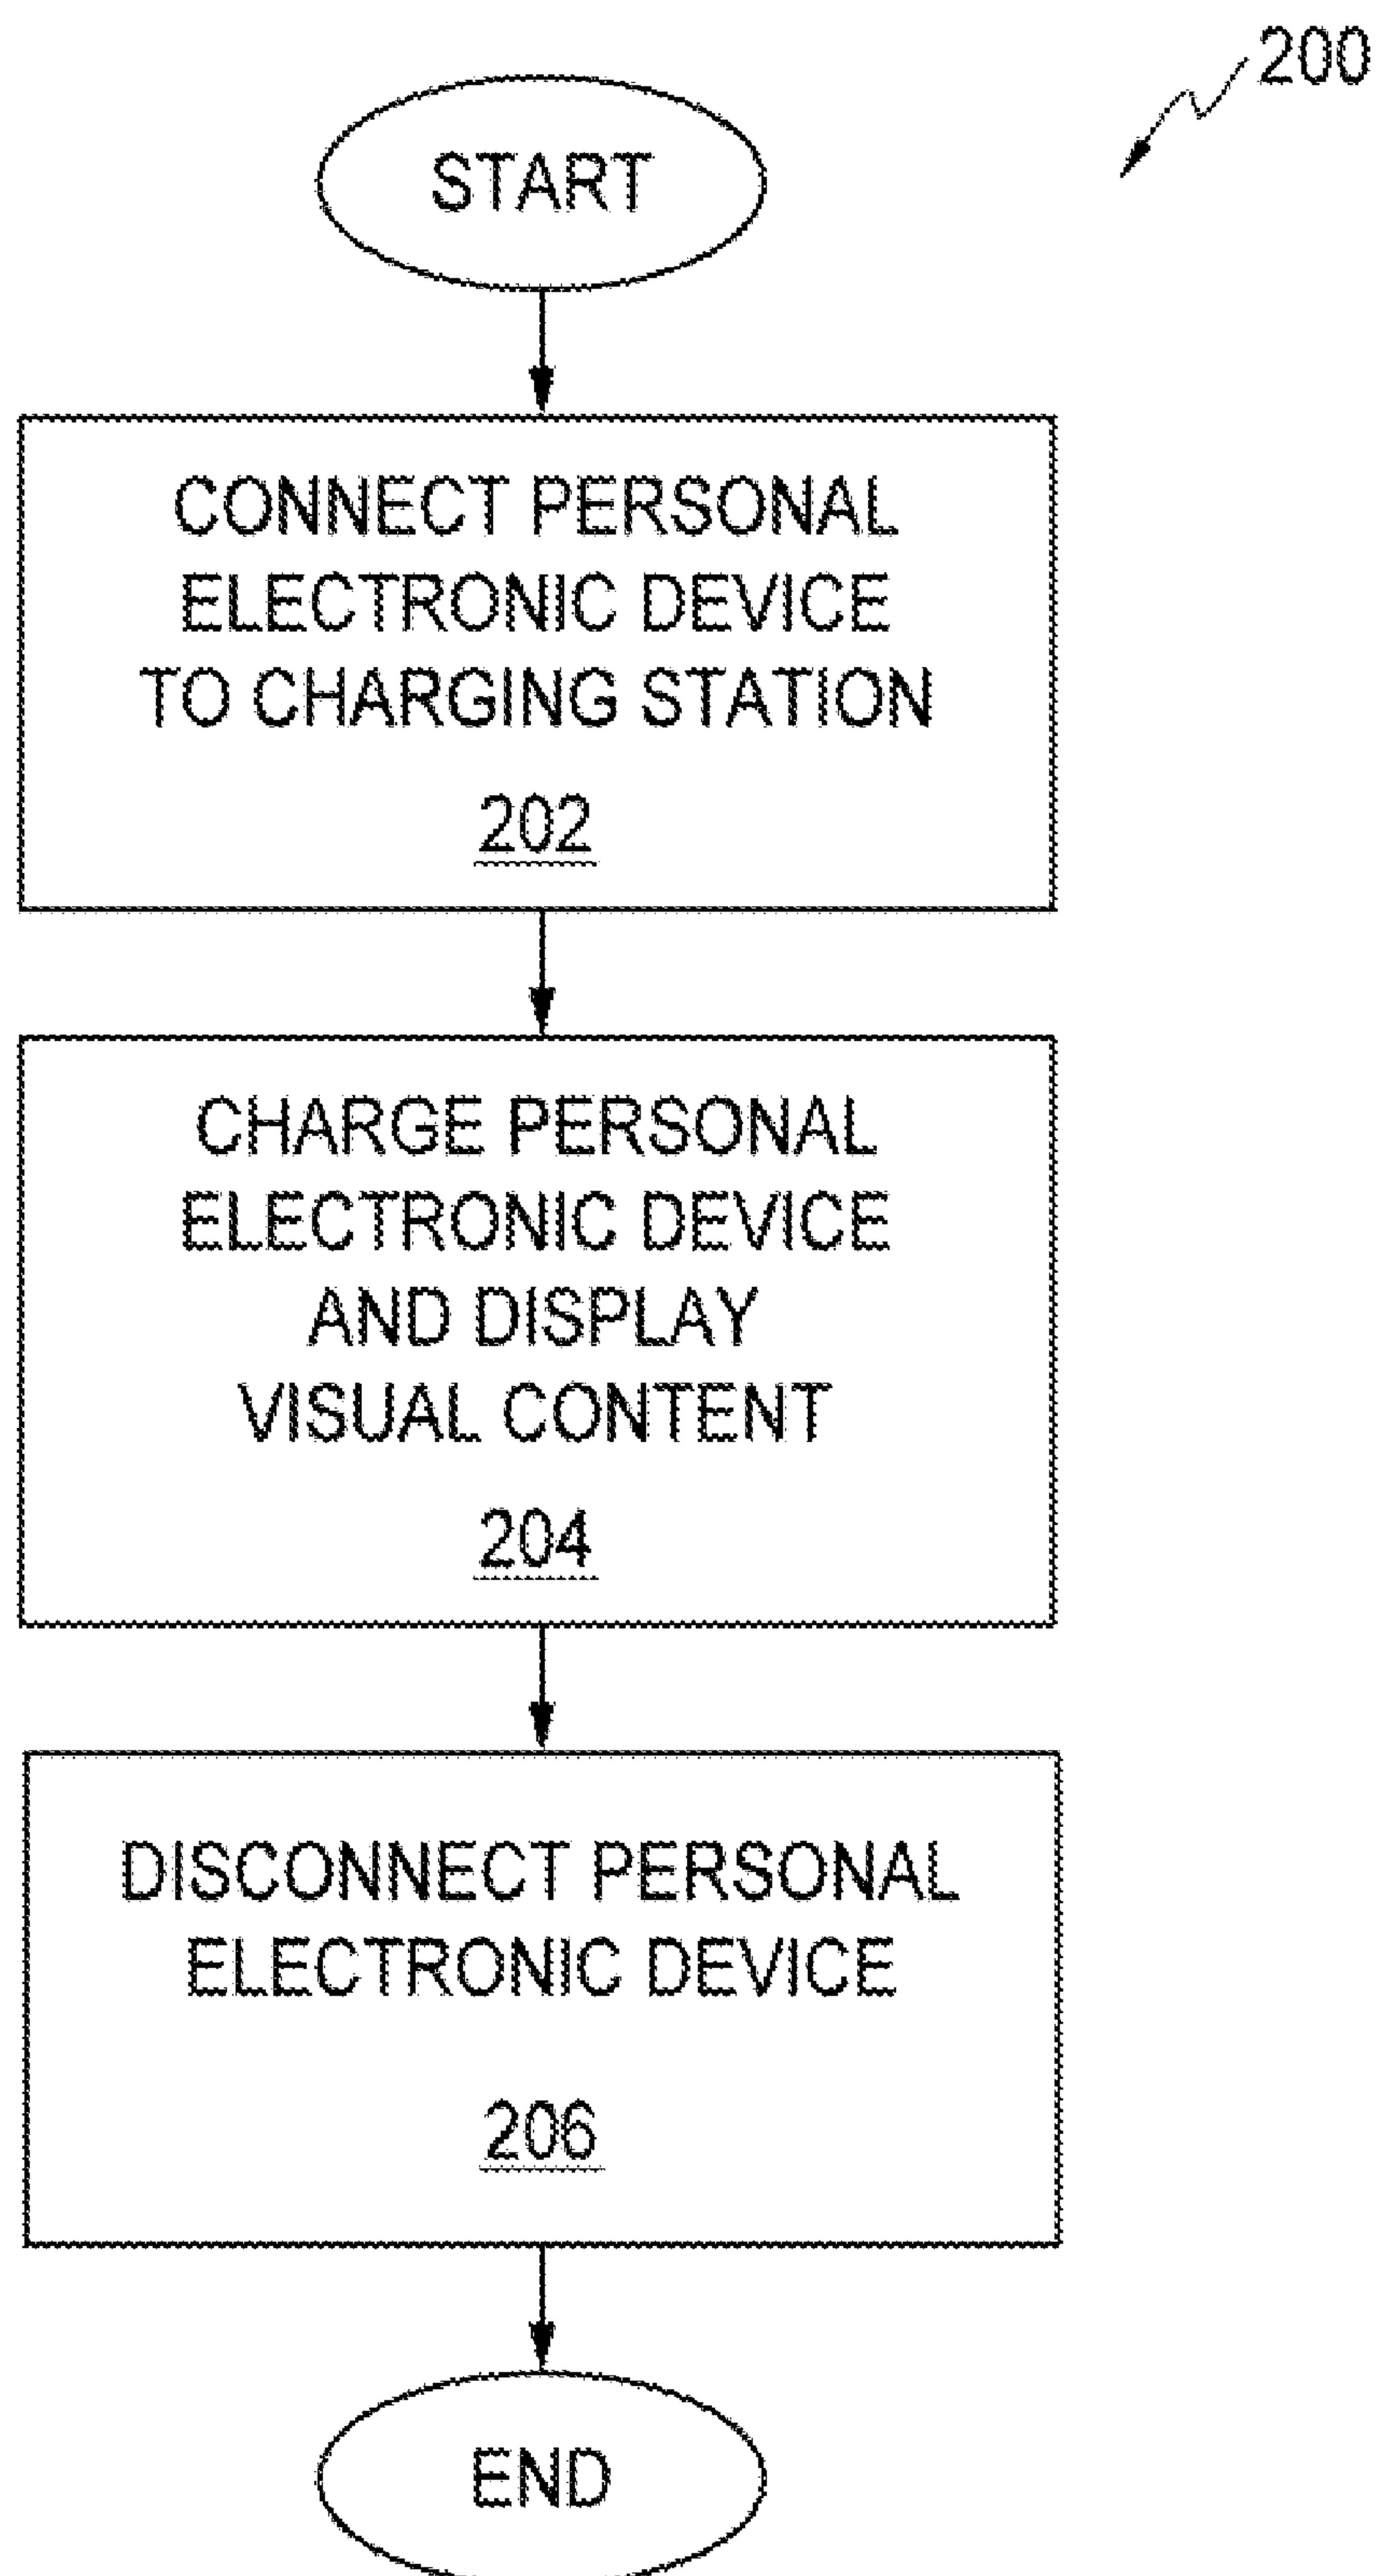 200
START
CONNECT PERSONAL
ELECTRONIC DEVICE
TO CHARGING STATION
202
CHARGE PERSONAL
ELECTRONIC DEVICE
AND DISPLAY
VISUAL CONTENT
204
DISCONNECT PERSONAL
ELECTRONIC DEVICE
206
END